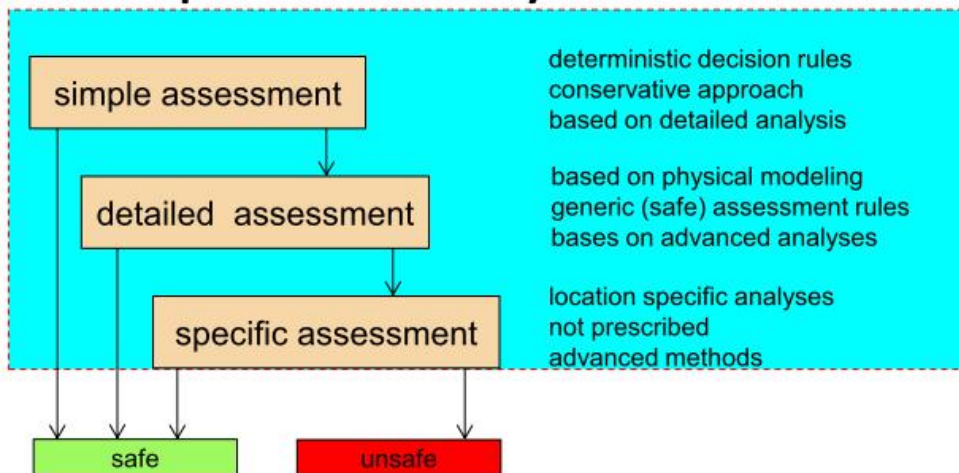 simple assessment
deterministic decision rules
conservative approach
based on detailed analysis
detailed assessment
based on physical modeling
generic (safe) assessment rules
bases on advanced analyses
specific assessment
location specific analyses
not prescribed
advanced methods
safe
unsafe